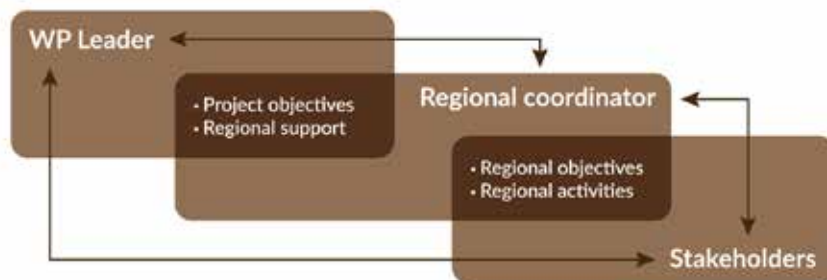 WP Leader
• Project objectives
• Regional support
Regional coordinator
• Regional objectives
• Regional activities
Stakeholders